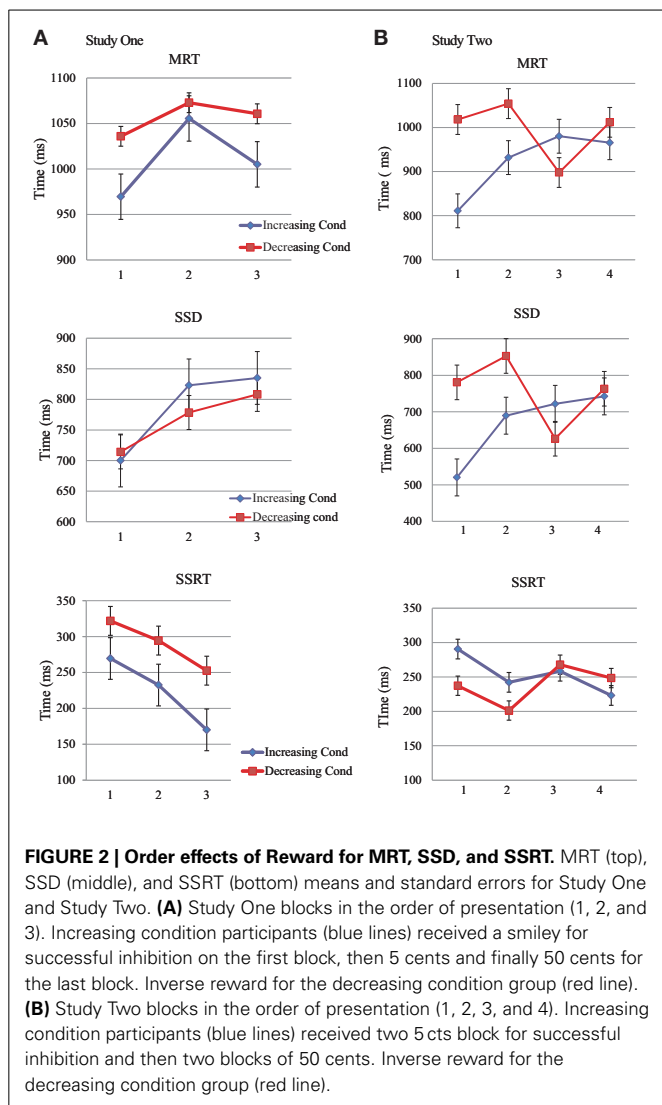 A Study One
MRT
Time (ms)
1100
1050
1000
950
900
1 2 3
Increasing Cond
Decreasing Cond
SSD
Time (ms)
900
850
800
750
700
650
600
1 2 3
Increasing Cond
Decreasing cond
SSRT
Time (ms)
350
300
250
200
150
100
1 2 3
Increasing Cond
Decreasing Cond
B Study Two
MRT
Time ( ms)
1100
1000
900
800
700
1 2 3 4
SSD
Time (ms)
900
800
700
600
500
400
1 2 3 4
SSRT
TIme (ms)
350
300
250
200
150
100
1 2 3 4
FIGURE 2 | Order effects of Reward for MRT, SSD, and SSRT. MRT (top),
SSD (middle), and SSRT (bottom) means and standard errors for Study One
and Study Two. (A) Study One blocks in the order of presentation (1, 2, and
3). Increasing condition participants (blue lines) received a smiley for
successful inhibition on the first block, then 5 cents and finally 50 cents for
the last block. Inverse reward for the decreasing condition group (red line).
(B) Study Two blocks in the order of presentation (1, 2, 3, and 4). Increasing
condition participants (blue lines) received two 5 cts block for successful
inhibition and then two blocks of 50 cents. Inverse reward for the
decreasing condition group (red line).